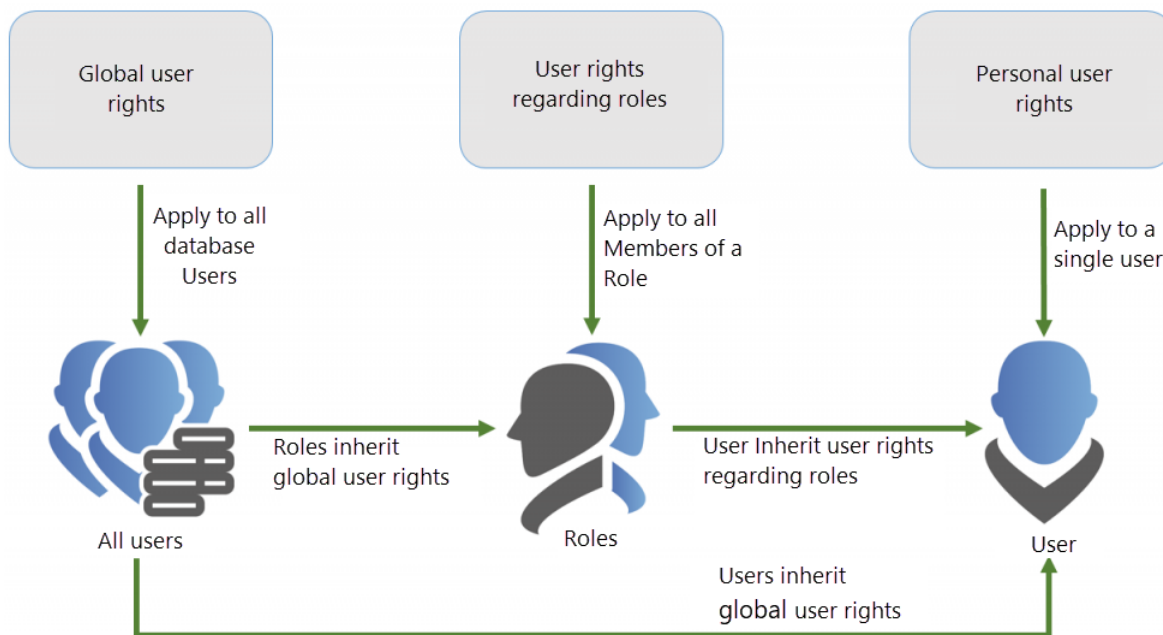 Global user
rights
User rights
regarding roles
Personal user
rights
Apply to all
database
Users
Apply to all
Members of a
Role
Apply to a
single user
Roles inherit
global user rights
User Inherit user rights
regarding roles
All users
Roles
User
Users inherit
global user rights